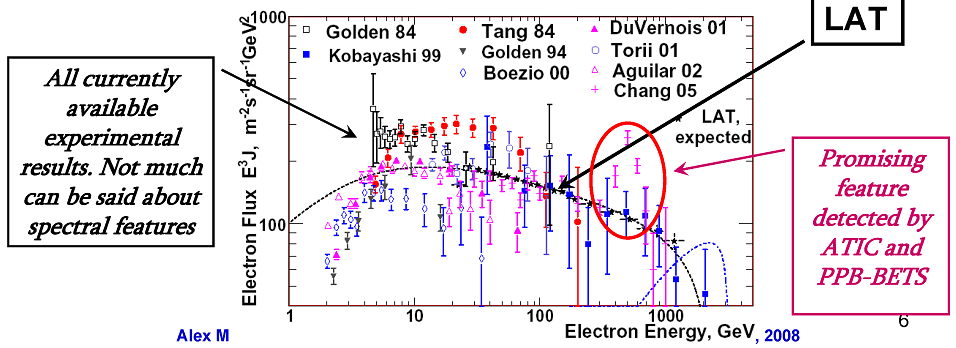 LAT
1000
Golden 84
Tang 84
DuVernois 01
Kobayashi 99
Golden 94
Torii 01
Boezio 00
Aguilar 02
Chang 05
LAT,
expected
All currently
available
experimental
results. Not much
can be said about
spectral features
Electron Flux E³J, m⁻²s⁻¹sr⁻¹GeV²
100
Promising
feature
detected by
ATIC and
PPB-BETS
1
10
100
1000
Electron Energy, GeV
Alex M
, 2008
6